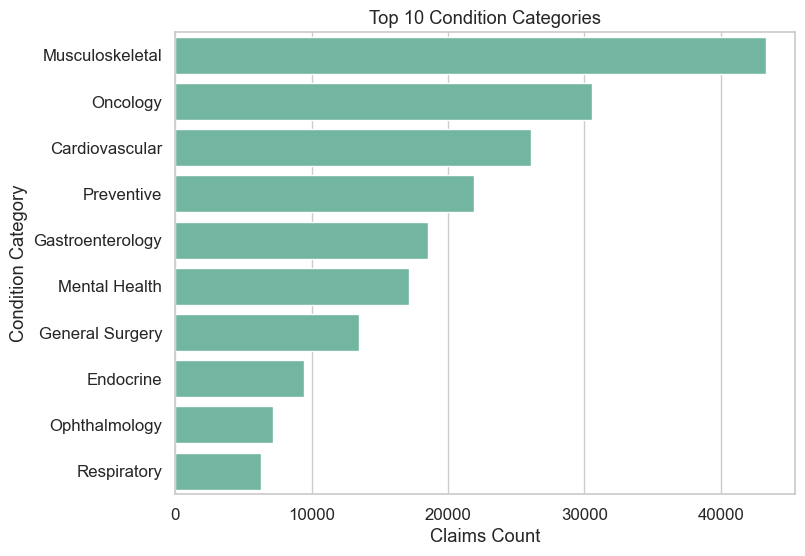 Top 10 Condition Categories
Condition Category
Musculoskeletal
Oncology
Cardiovascular
Preventive
Gastroenterology
Mental Health
General Surgery
Endocrine
Ophthalmology
Respiratory
0 10000 20000 30000 40000
Claims Count